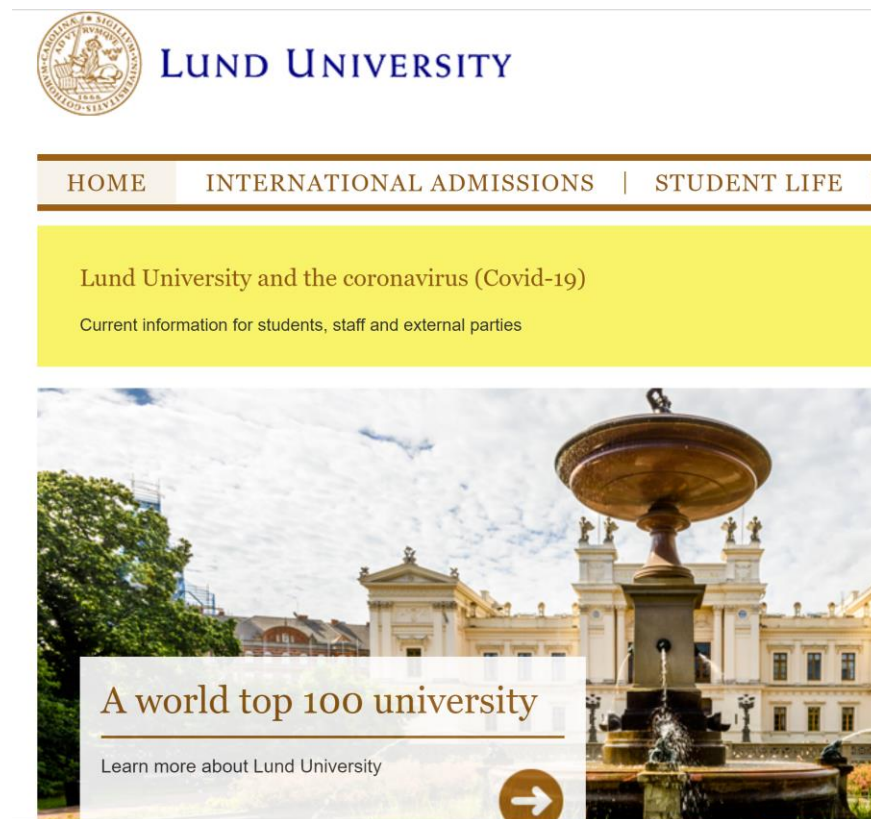 LUND UNIVERSITY
HOME INTERNATIONAL ADMISSIONS | STUDENT LIFE
Lund University and the coronavirus (Covid-19)
Current information for students, staff and external parties
A world top 100 university
Learn more about Lund University